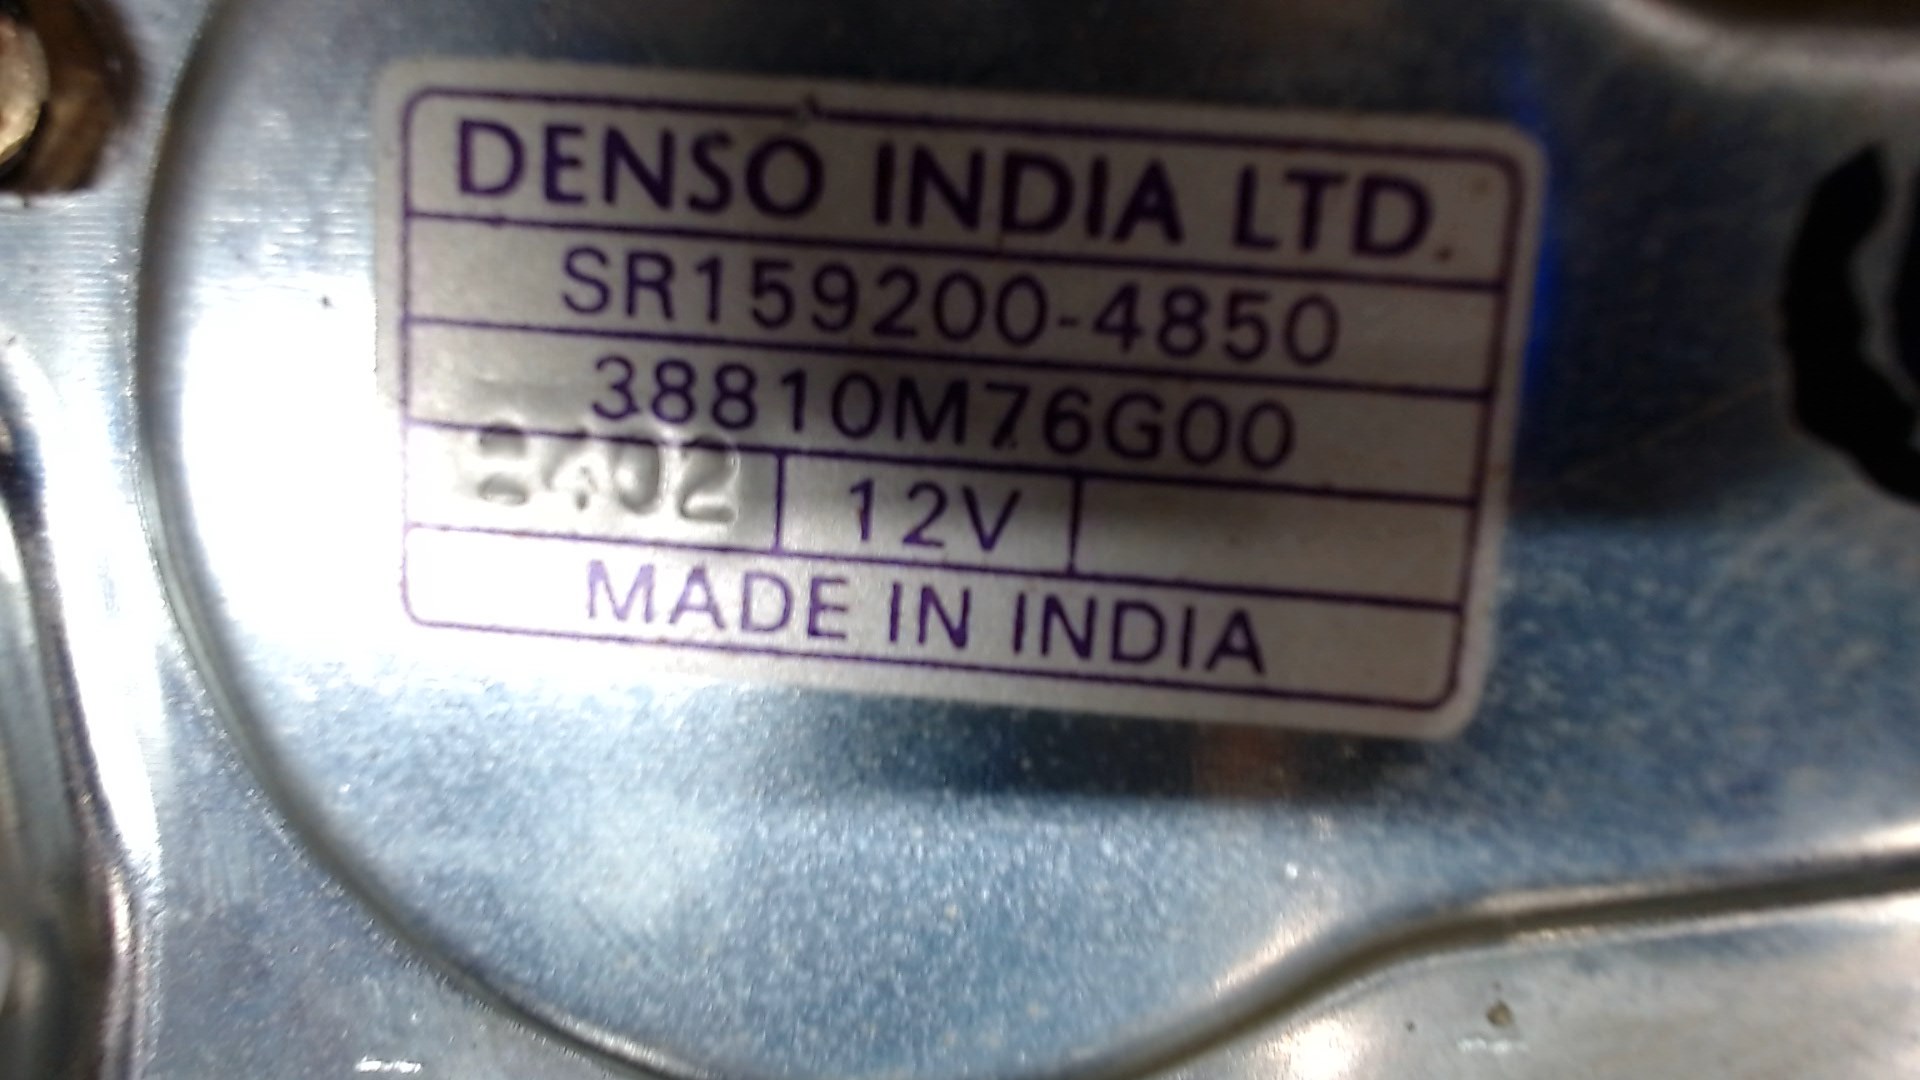 DENSO INDIA LTD.
SR159200-4850
38810M76G00
12V
MADE IN INDIA